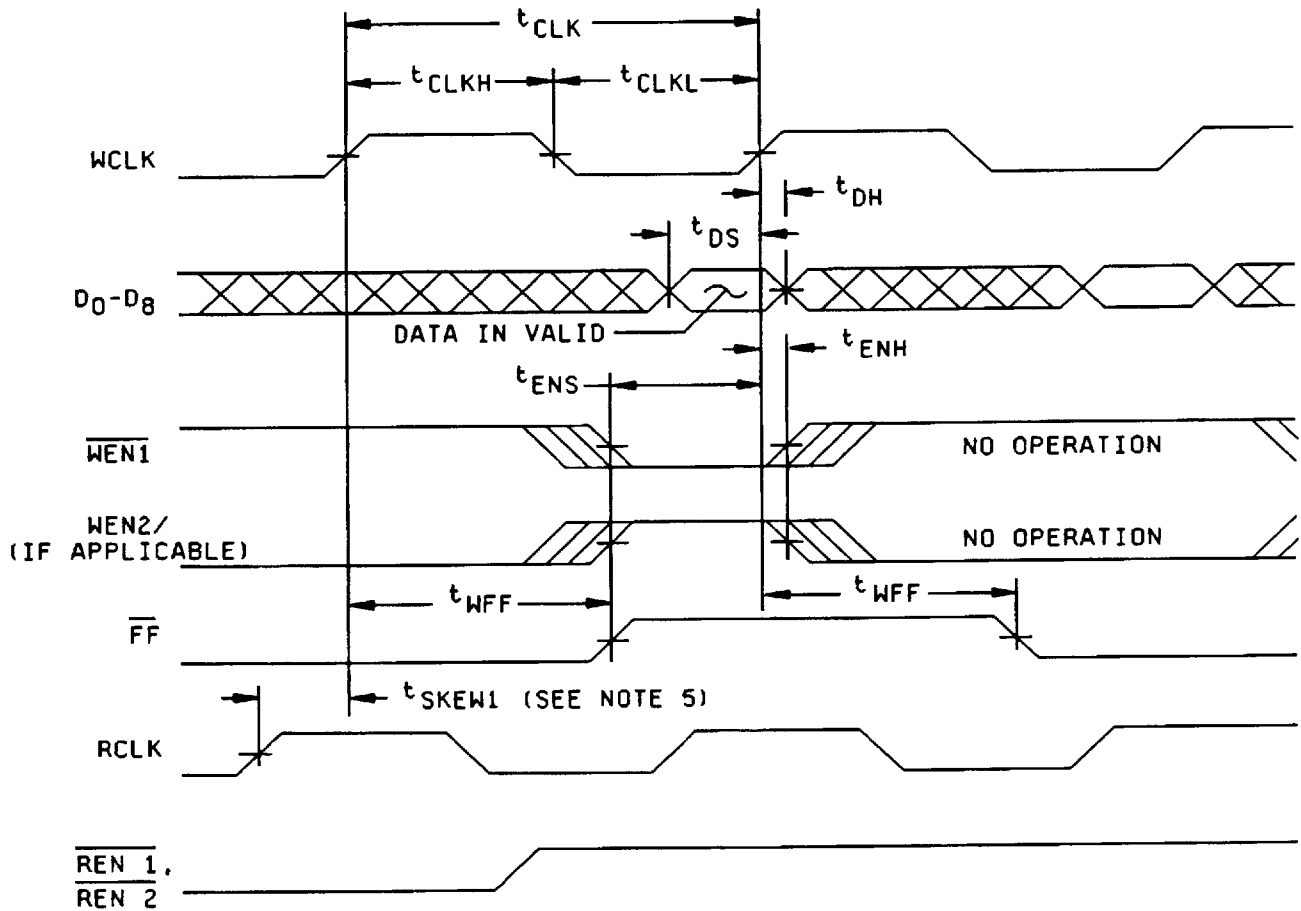 tCLK
tCLKH tCLKL
WCLK
tDH
tDS
D0-D8
DATA IN VALID
tENH
tENS
WEN1
NO OPERATION
WEN2/
(IF APPLICABLE)
NO OPERATION
tWFF tWFF
FF
tSKEW1 (SEE NOTE 5)
RCLK
REN 1,
REN 2